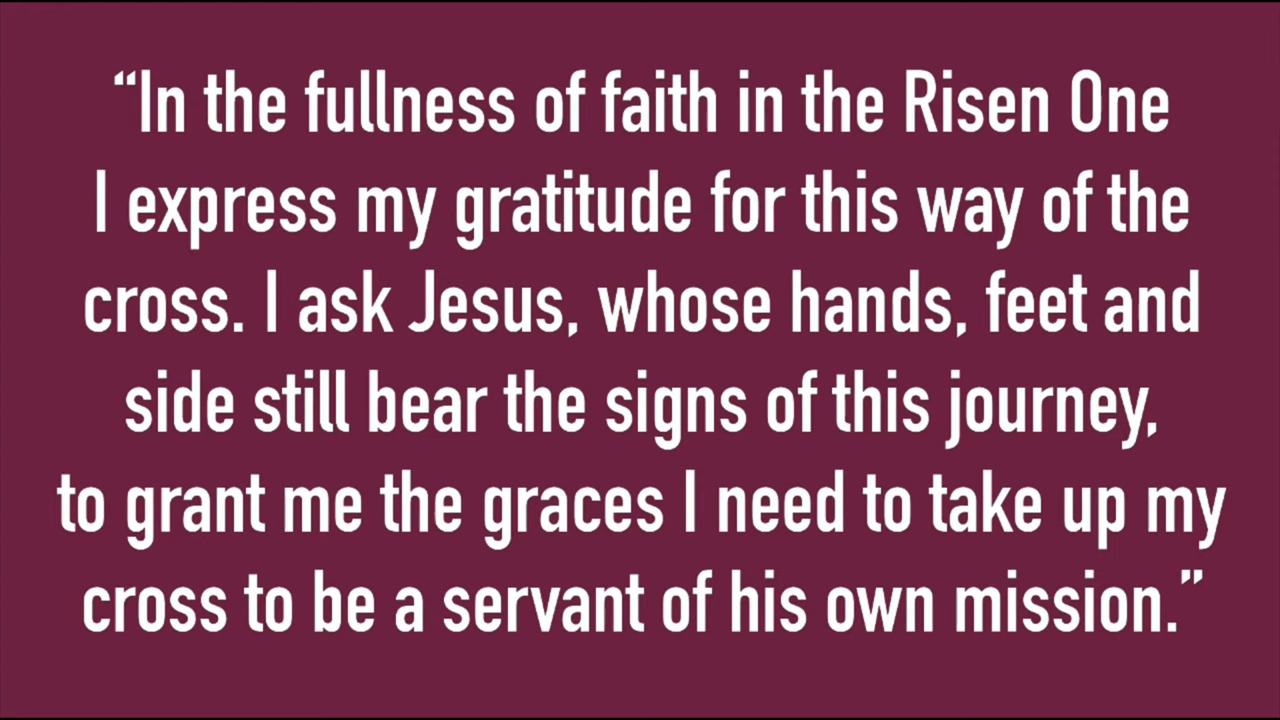 “In the fullness of faith in the Risen One
I express my gratitude for this way of the
cross. I ask Jesus, whose hands, feet and
side still bear the signs of this journey,
to grant me the graces I need to take up my
cross to be a servant of his own mission.”